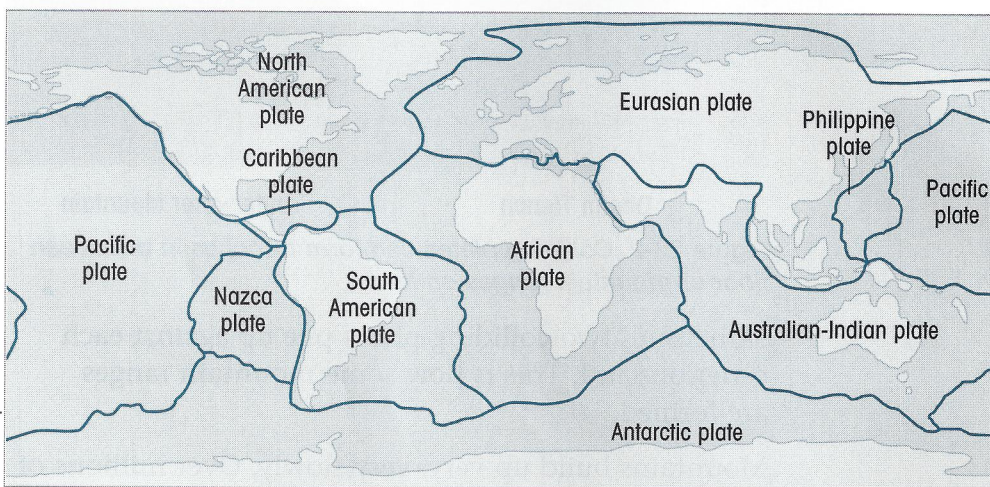 North
American
plate
Eurasian plate
Philippine
plate
Caribbean
plate
Pacific
plate
Pacific
plate
African
plate
Nazca
plate
South
American
plate
Australian-Indian plate
Antarctic plate